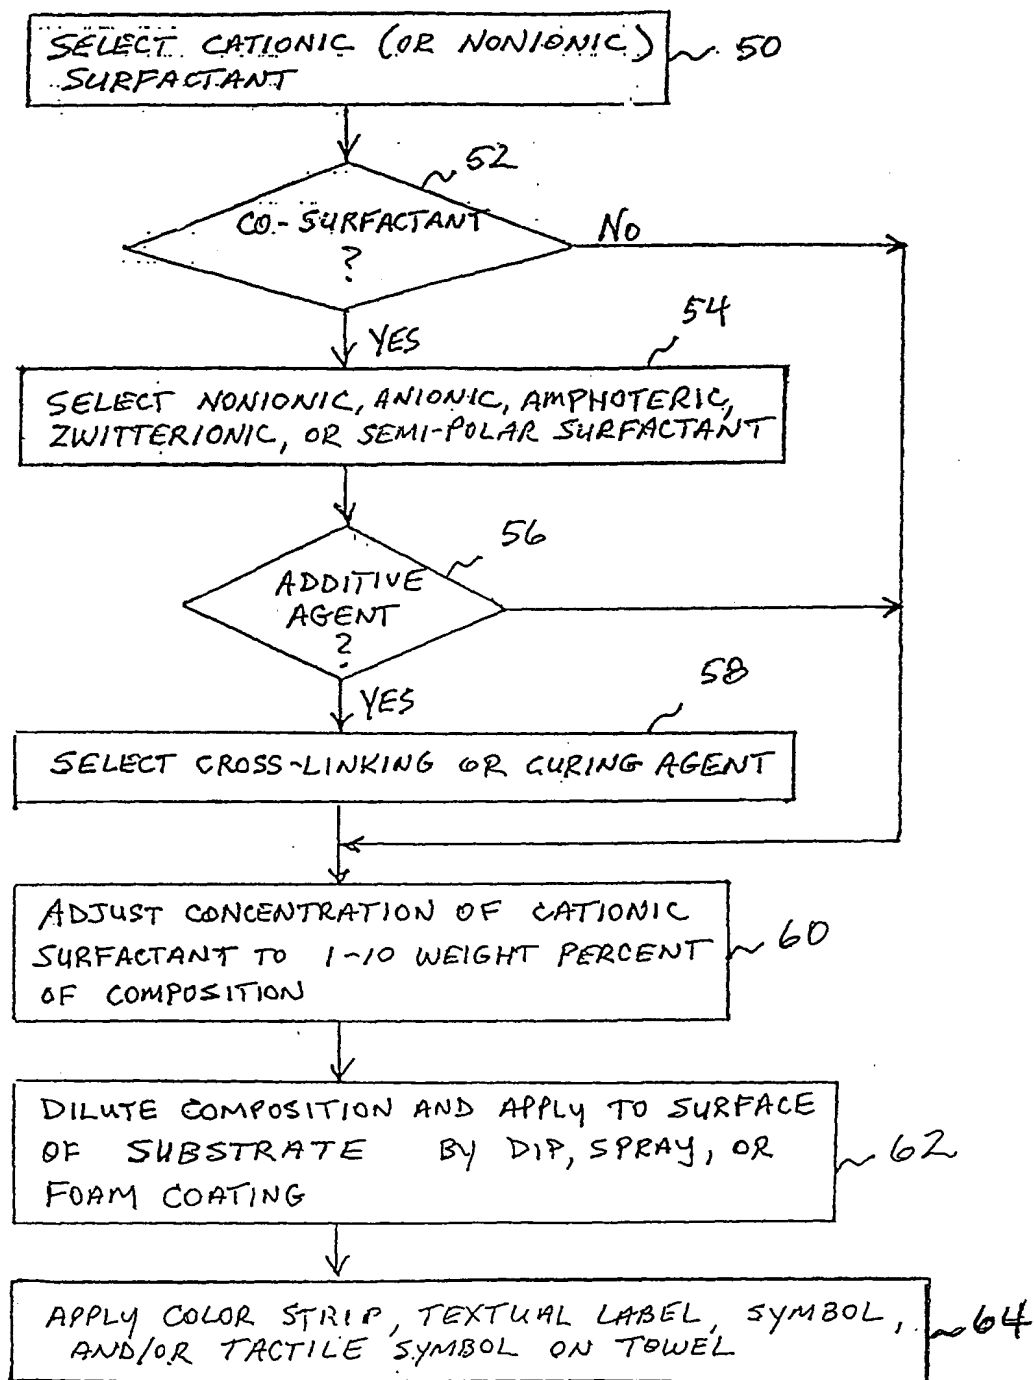 SELECT CATIONIC (OR NONIONIC)
SURFACTANT
50
52
CO-SURFACTANT
?
No
YES
54
SELECT NONIONIC, ANIONIC, AMPHOTERIC,
ZWITTERIONIC, OR SEMI-POLAR SURFACTANT
56
ADDITIVE
AGENT
?
YES
58
SELECT CROSS-LINKING OR CURING AGENT
ADJUST CONCENTRATION OF CATIONIC
SURFACTANT TO 1-10 WEIGHT PERCENT
OF COMPOSITION
60
DILUTE COMPOSITION AND APPLY TO SURFACE
OF SUBSTRATE BY DIP, SPRAY, OR
FOAM COATING
62
APPLY COLOR STRIP, TEXTUAL LABEL, SYMBOL,
AND/OR TACTILE SYMBOL ON TOWEL
64